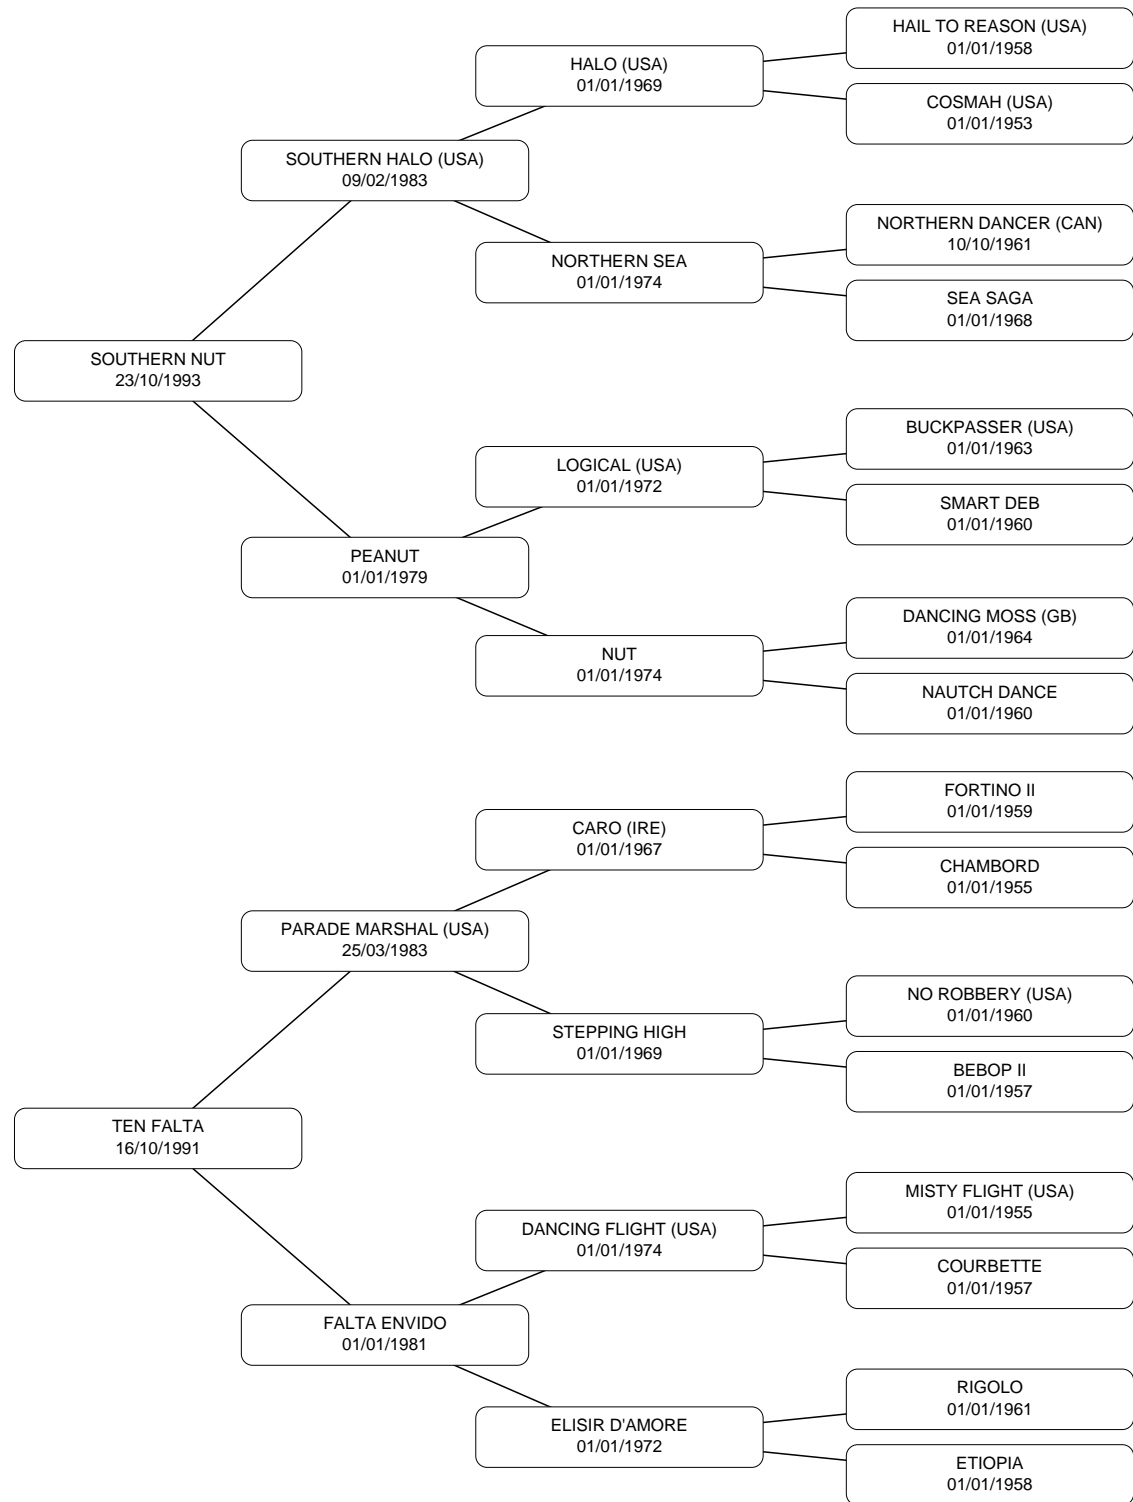 HAIL TO REASON (USA)
01/01/1958
HALO (USA)
01/01/1969
COSMAH (USA)
01/01/1953
SOUTHERN HALO (USA)
09/02/1983
NORTHERN DANCER (CAN)
10/10/1961
NORTHERN SEA
01/01/1974
SEA SAGA
01/01/1968
SOUTHERN NUT
23/10/1993
BUCKPASSER (USA)
01/01/1963
LOGICAL (USA)
01/01/1972
SMART DEB
01/01/1960
PEANUT
01/01/1979
DANCING MOSS (GB)
01/01/1964
NUT
01/01/1974
NAUTCH DANCE
01/01/1960
FORTINO II
01/01/1959
CARO (IRE)
01/01/1967
CHAMBORD
01/01/1955
PARADE MARSHAL (USA)
25/03/1983
NO ROBBERY (USA)
01/01/1960
STEPPING HIGH
01/01/1969
BEBOP II
01/01/1957
TEN FALTA
16/10/1991
MISTY FLIGHT (USA)
01/01/1955
DANCING FLIGHT (USA)
01/01/1974
COURBETTE
01/01/1957
FALTA ENVIDO
01/01/1981
RIGOLO
01/01/1961
ELISIR D'AMORE
01/01/1972
ETIOPIA
01/01/1958